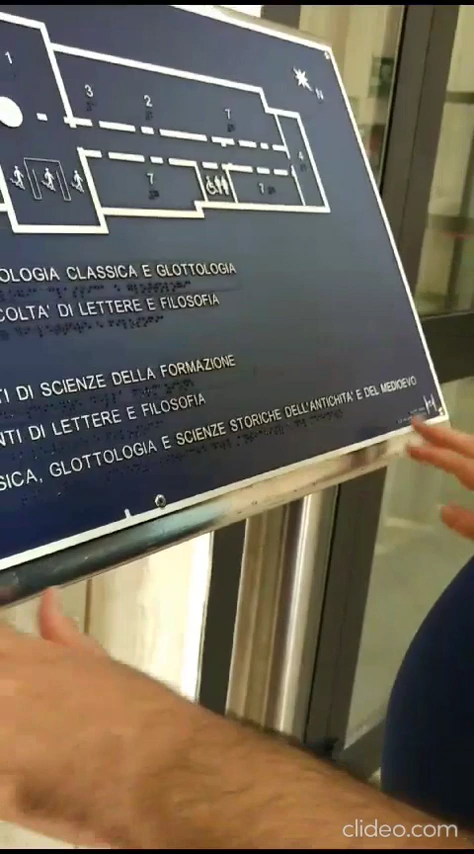 1
3 2 7
N
4
7 7
OLOGIA CLASSICA E GLOTTOLOGIA
COLTA' DI LETTERE E FILOSOFIA
TI DI SCIENZE DELLA FORMAZIONE
NTI DI LETTERE E FILOSOFIA
SICA, GLOTTOLOGIA E SCIENZE STORICHE DELL'ANTICHITA' E DEL MEDIOEVO
clideo.com